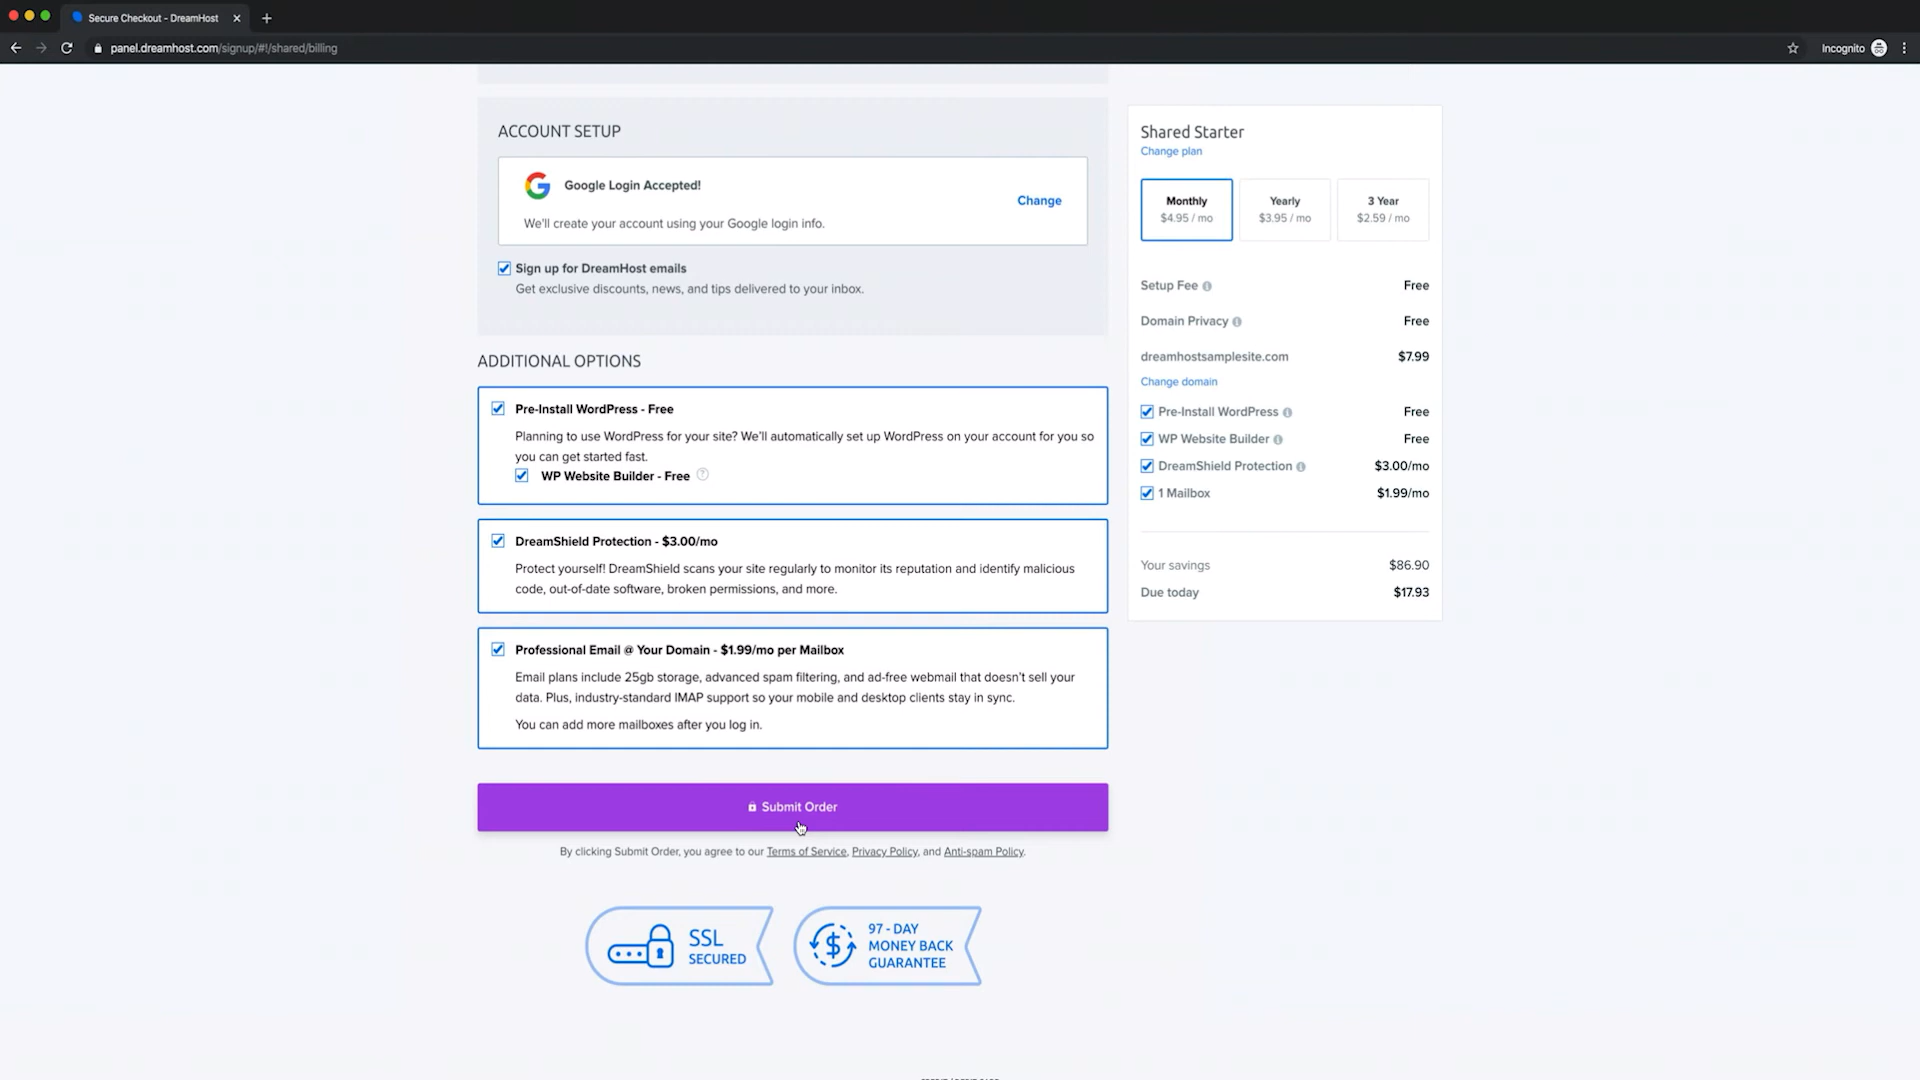 Secure Checkout - DreamHost
panel.dreamhost.com/signup/#!/shared/billing
Incognito
ACCOUNT SETUP
Google Login Accepted!
Change
We'll create your account using your Google login info.
Sign up for DreamHost emails
Get exclusive discounts, news, and tips delivered to your inbox.
ADDITIONAL OPTIONS
Pre-Install WordPress - Free
Planning to use WordPress for your site? We'll automatically set up WordPress on your account for you so
you can get started fast.
WP Website Builder - Free
DreamShield Protection - $3.00/mo
Protect yourself! DreamShield scans your site regularly to monitor its reputation and identify malicious
code, out-of-date software, broken permissions, and more.
Professional Email @ Your Domain - $1.99/mo per Mailbox
Email plans include 25gb storage, advanced spam filtering, and ad-free webmail that doesn't sell your
data. Plus, industry-standard IMAP support so your mobile and desktop clients stay in sync.
You can add more mailboxes after you log in.
Submit Order
By clicking Submit Order, you agree to our Terms of Service, Privacy Policy, and Anti-spam Policy.
SSL
SECURED
97 - DAY
MONEY BACK
GUARANTEE
Shared Starter
Change plan
Monthly
$4.95 / mo
Yearly
$3.95 / mo
3 Year
$2.59 / mo
Setup Fee Free
Domain Privacy Free
dreamhostsamplesite.com $7.99
Change domain
Pre-Install WordPress Free
WP Website Builder Free
DreamShield Protection $3.00/mo
1 Mailbox $1.99/mo
Your savings $86.90
Due today $17.93